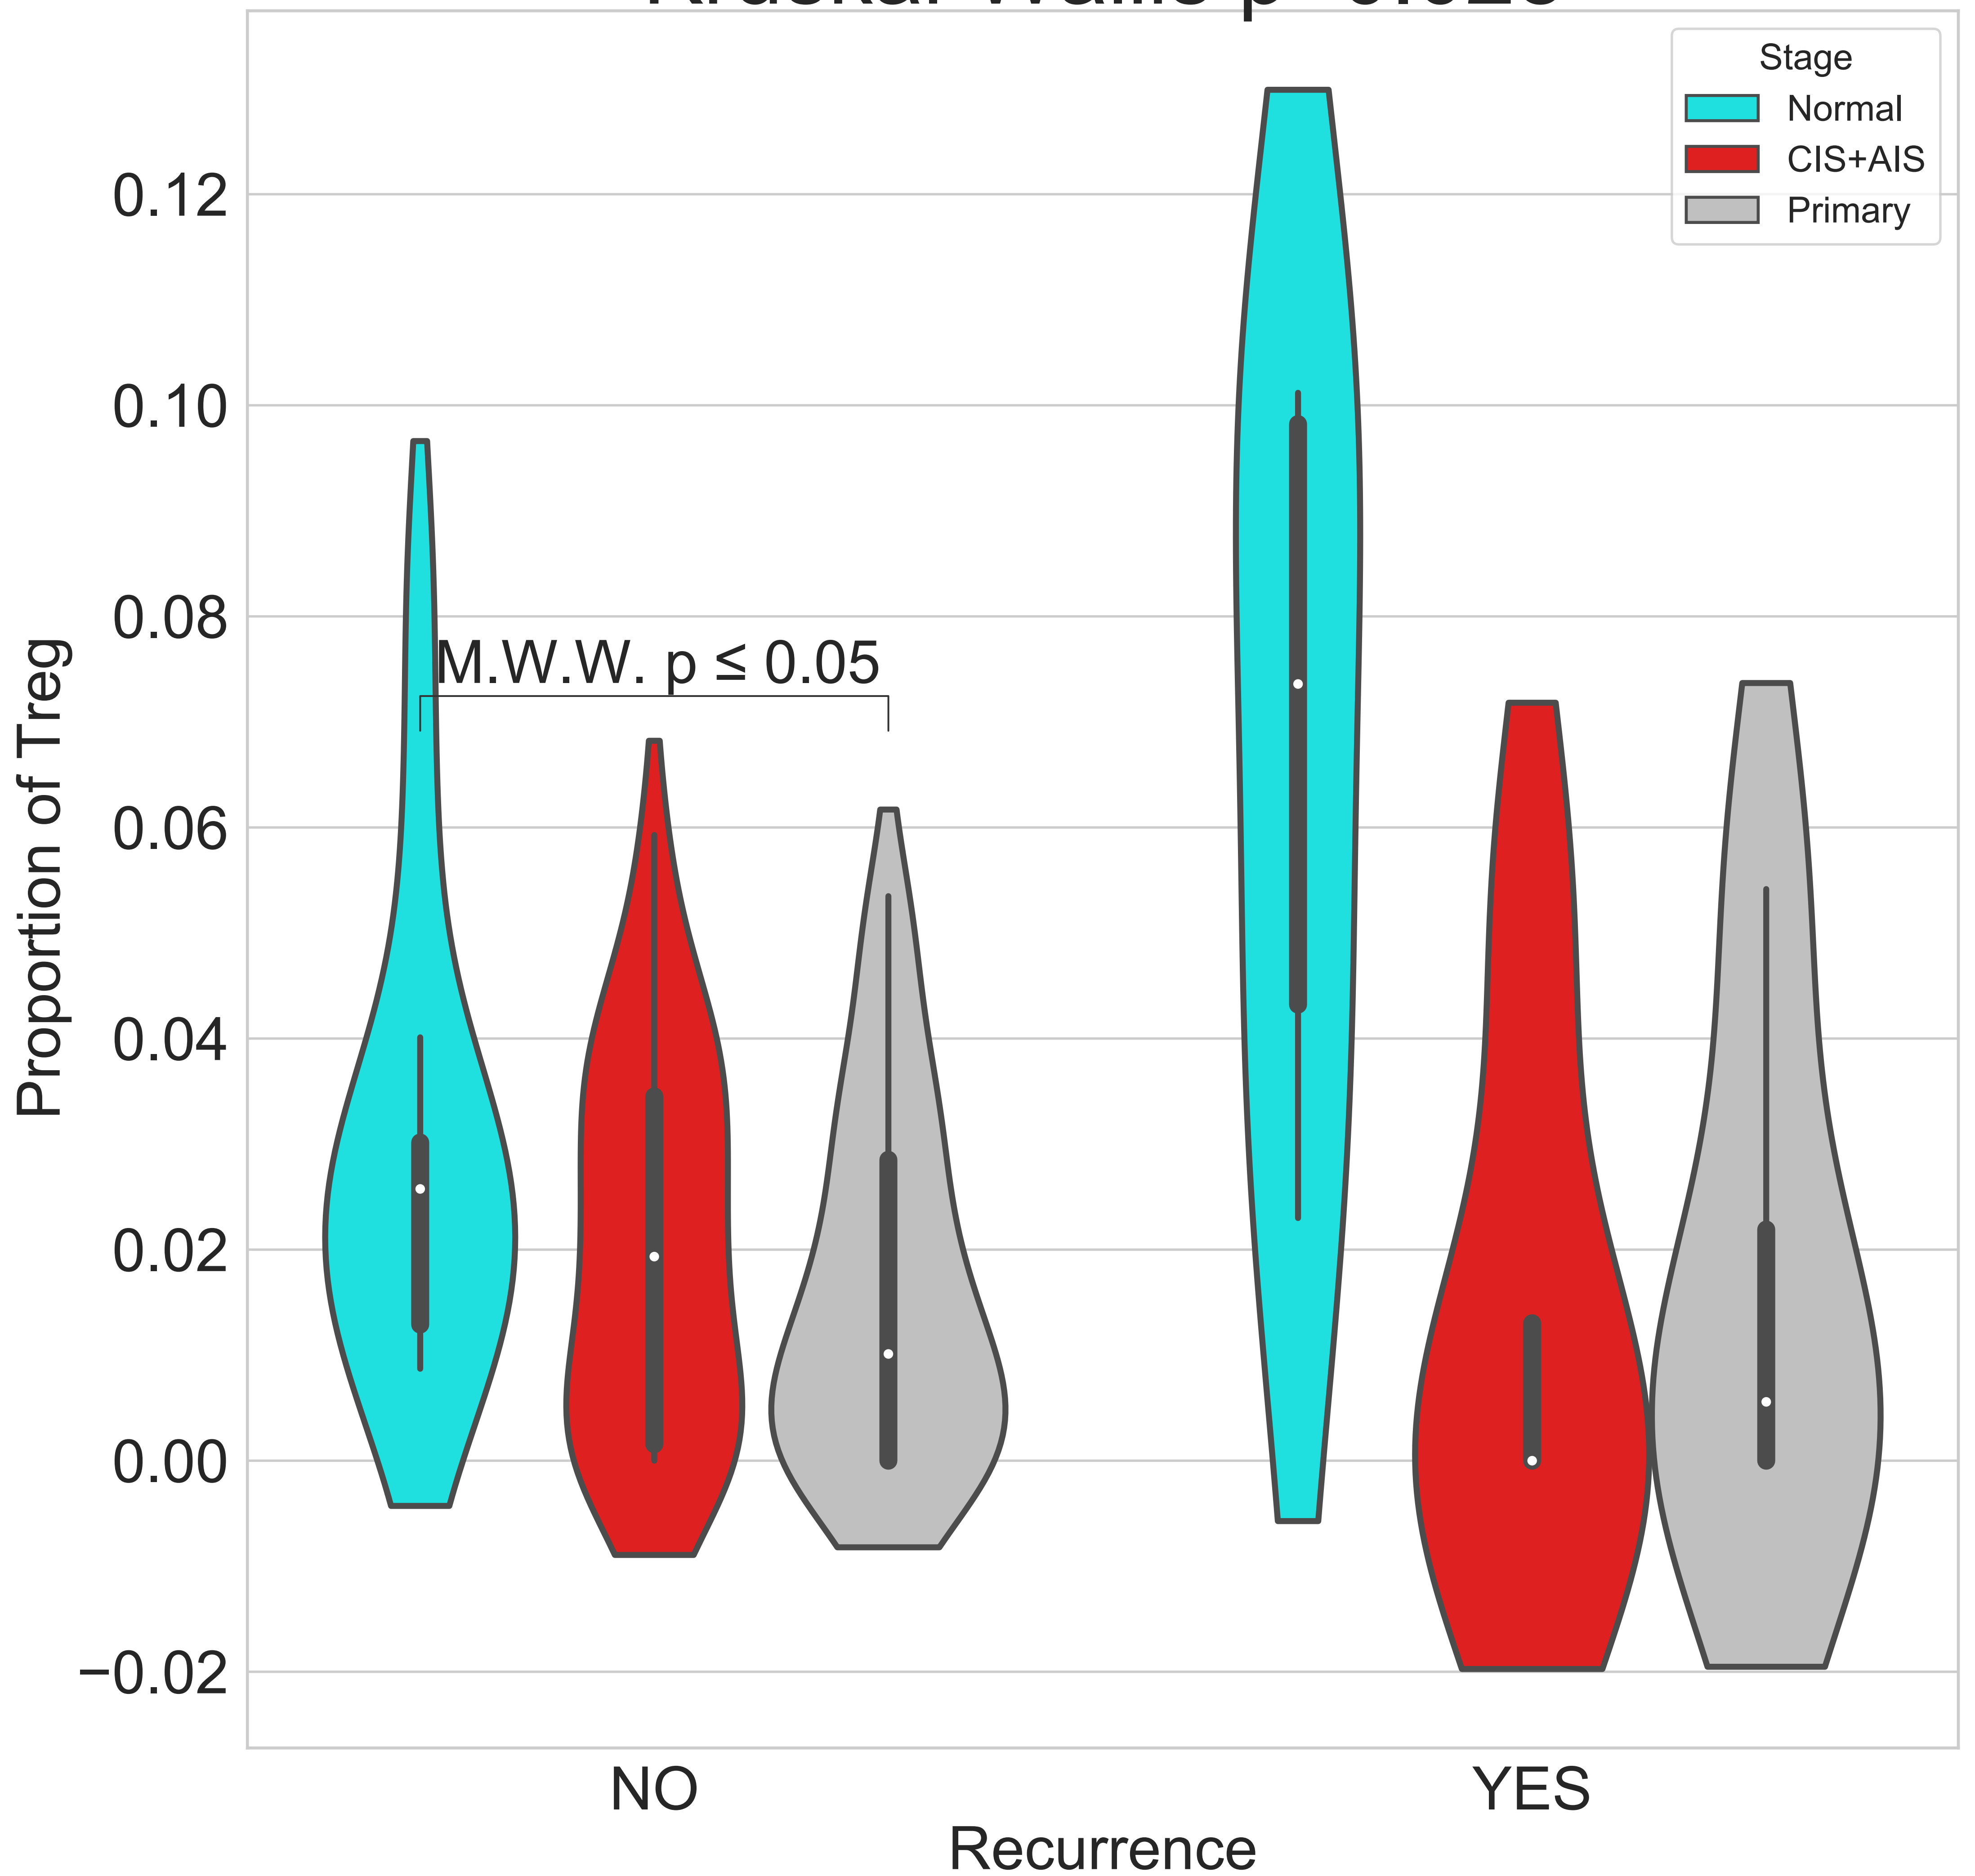 Stage
Normal
CIS+AIS
Primary
0.12
0.10
0.08
0.06
0.04
0.02
0.00
−0.02
Proportion of Treg
M.W.W. p ≤ 0.05
NO
YES
Recurrence